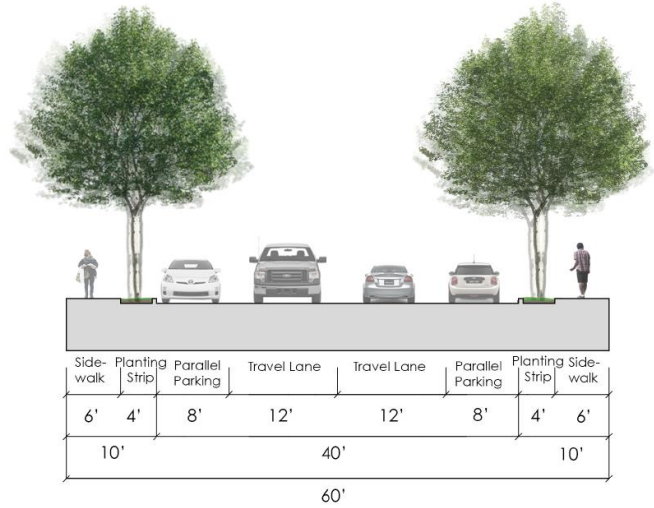 Side-
walk
Planting
Strip
Parallel
Parking
Travel Lane
Travel Lane
Parallel
Parking
Planting
Strip
Side-
walk
6' 4' 8' 12' 12' 8' 4' 6'
10' 40' 10'
60'